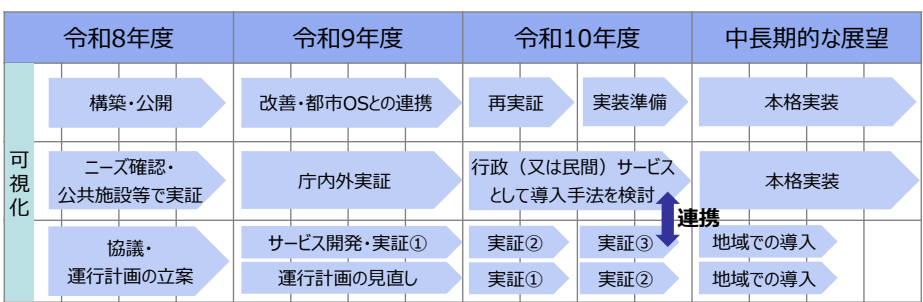 令和8年度
令和9年度
令和10年度
中長期的な展望
可視化
構築・公開
改善・都市OSとの連携
再実証
実装準備
本格実装
ニーズ確認・
公共施設等で実証
庁内外実証
行政（又は民間）サービス
として導入手法を検討
本格実装
連携
協議・
運行計画の立案
サービス開発・実証①
実証②
実証③
地域での導入
運行計画の見直し
実証①
実証②
地域での導入